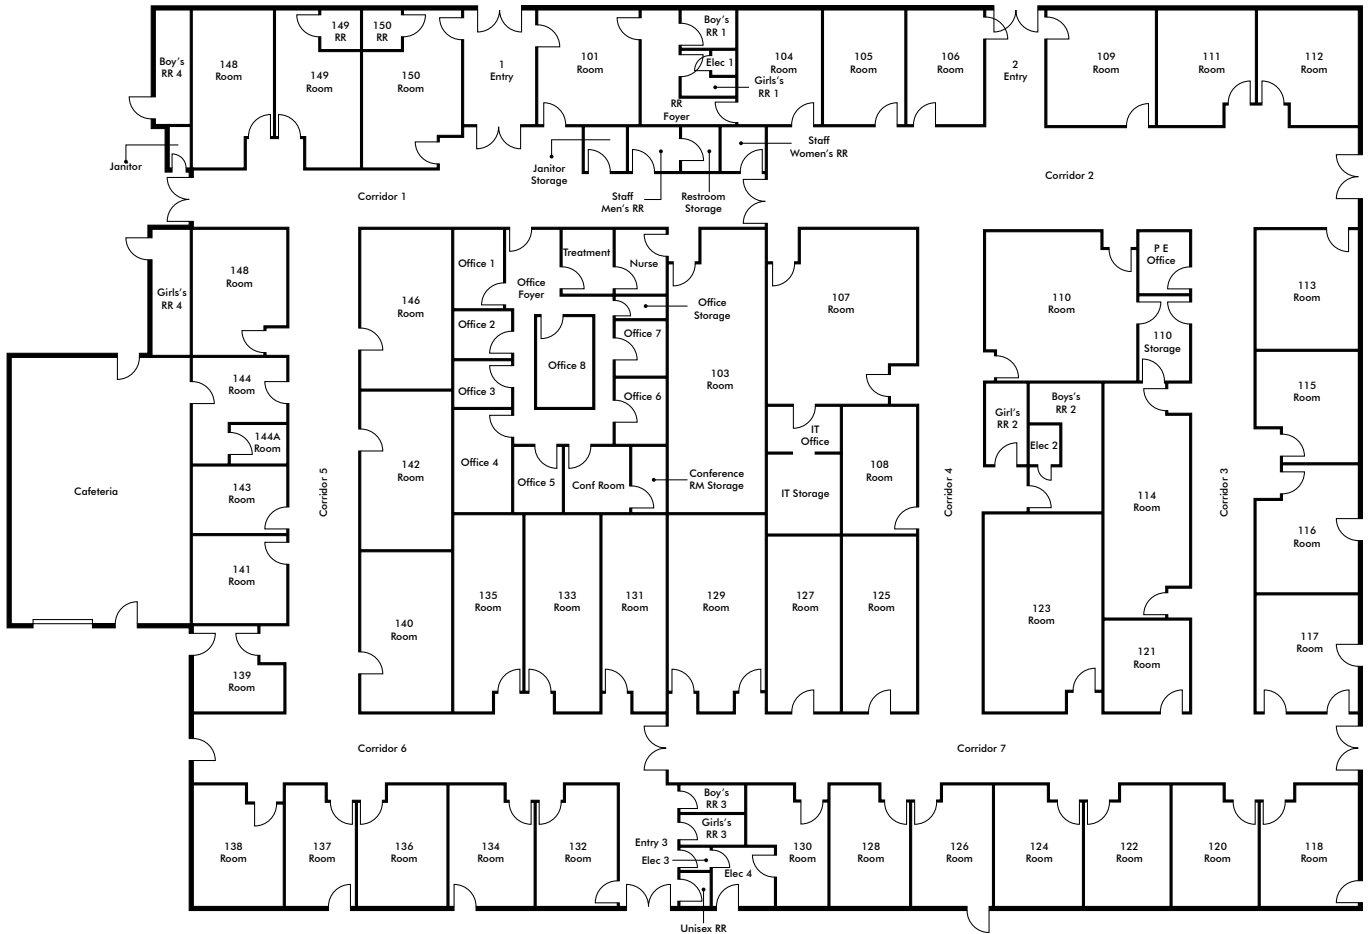 149
RR
150
RR
Boy's
RR 1
Boy's
RR 4
148
Room
149
Room
150
Room
1
Entry
101
Room
Elec 1
Girls's
RR 1
RR
Foyer
104
Room
105
Room
106
Room
2
Entry
109
Room
111
Room
112
Room
Janitor
Janitor
Storage
Staff
Men's RR
Restroom
Storage
Staff
Women's RR
Corridor 1
Corridor 2
Girls's
RR 4
148
Room
146
Room
Office 1
Office
Foyer
Treatment
Nurse
Office
Storage
Office 2
Office 7
Office 8
Office 3
Office 6
103
Room
107
Room
110
Room
P E
Office
110
Storage
113
Room
144
Room
144A
Room
142
Room
Office 4
Office 5
Conf Room
Conference
RM Storage
IT
Office
IT Storage
108
Room
Girl's
RR 2
Boys's
RR 2
Elec 2
115
Room
Cafeteria
143
Room
Corridor 5
Corridor 4
114
Room
Corridor 3
116
Room
141
Room
140
Room
135
Room
133
Room
131
Room
129
Room
127
Room
125
Room
123
Room
121
Room
117
Room
139
Room
Corridor 6
Corridor 7
138
Room
137
Room
136
Room
134
Room
132
Room
Entry 3
Boy's
RR 3
Girls's
RR 3
Elec 3
Elec 4
Unisex RR
130
Room
128
Room
126
Room
124
Room
122
Room
120
Room
118
Room